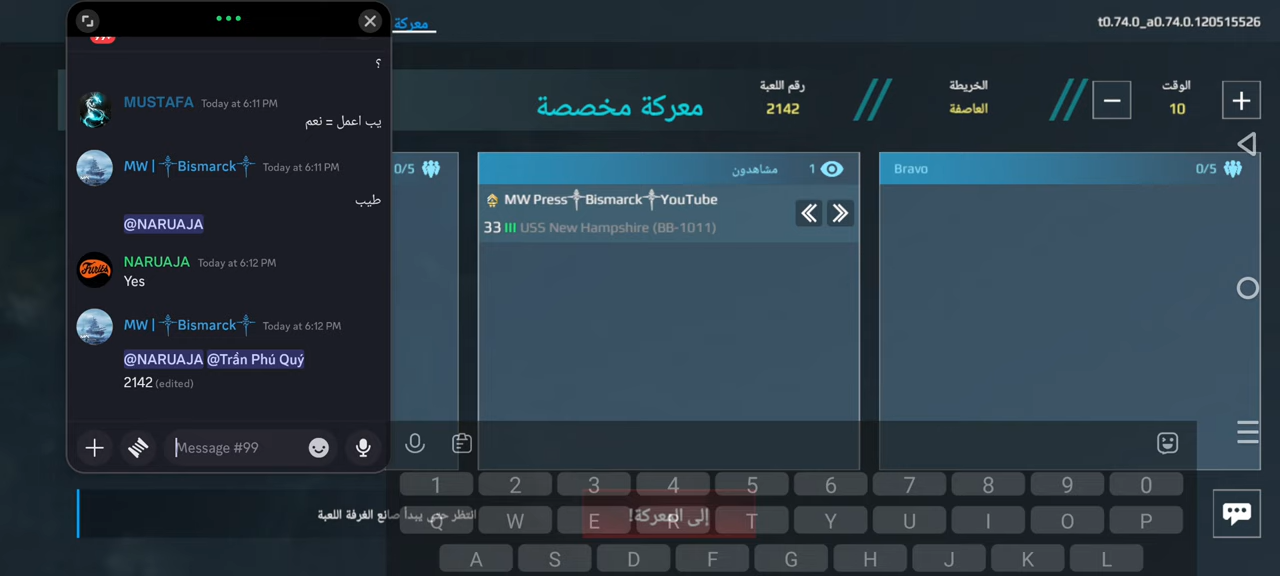 معركة
t0.74.0_a0.74.0.120515526
؟
MUSTAFA Today at 6:11 PM
يب اعمل = نعم
MW | Bismarck Today at 6:11 PM
طيب
@NARUAJA
NARUAJA Today at 6:12 PM
Yes
MW | Bismarck Today at 6:12 PM
@NARUAJA @Trần Phú Quý
2142 (edited)
Message #99
معركة مخصصة
رقم اللعبة
2142
الخريطة
العاصفة
الوقت
10
0/5
مشاهدون 1
MW Press Bismarck YouTube
33 III USS New Hampshire (BB-1011)
Bravo 0/5
انتظر حتى يبدأ صانع الغرفة اللعبة
إلى المعركة!
1 2 3 4 5 6 7 8 9 0
Q W E R T Y U I O P
A S D F G H J K L